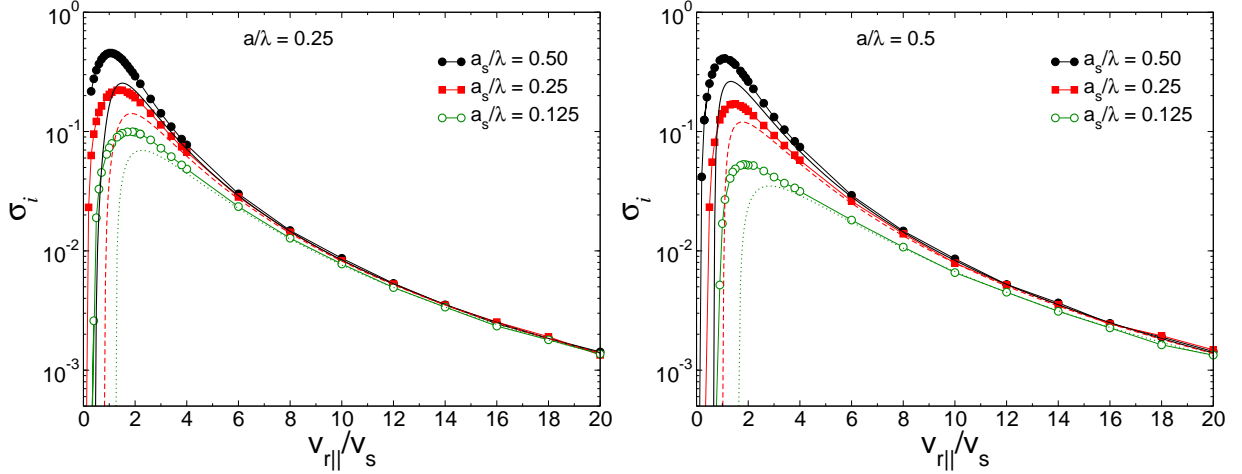 a/λ = 0.25
a_s/λ = 0.50
a_s/λ = 0.25
a_s/λ = 0.125
10^0
10^-1
10^-2
10^-3
σ_i
0 2 4 6 8 10 12 14 16 18 20
v_r||/v_s
a/λ = 0.5
a_s/λ = 0.50
a_s/λ = 0.25
a_s/λ = 0.125
10^0
10^-1
10^-2
10^-3
σ_i
0 2 4 6 8 10 12 14 16 18 20
v_r||/v_s